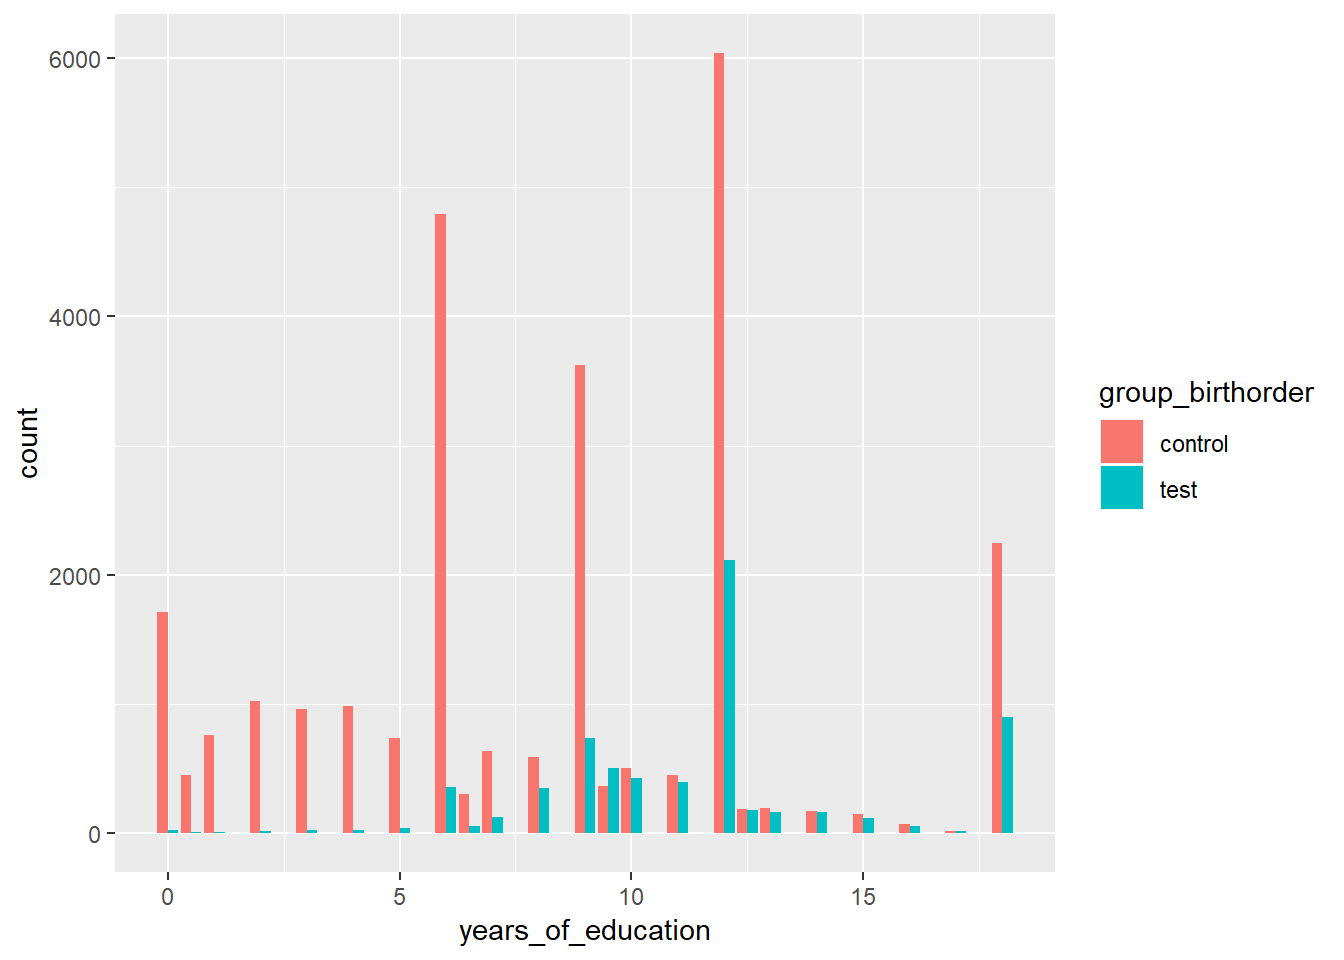 6000
4000
2000
0
count
0 5 10 15
years_of_education
group_birthorder
control
test